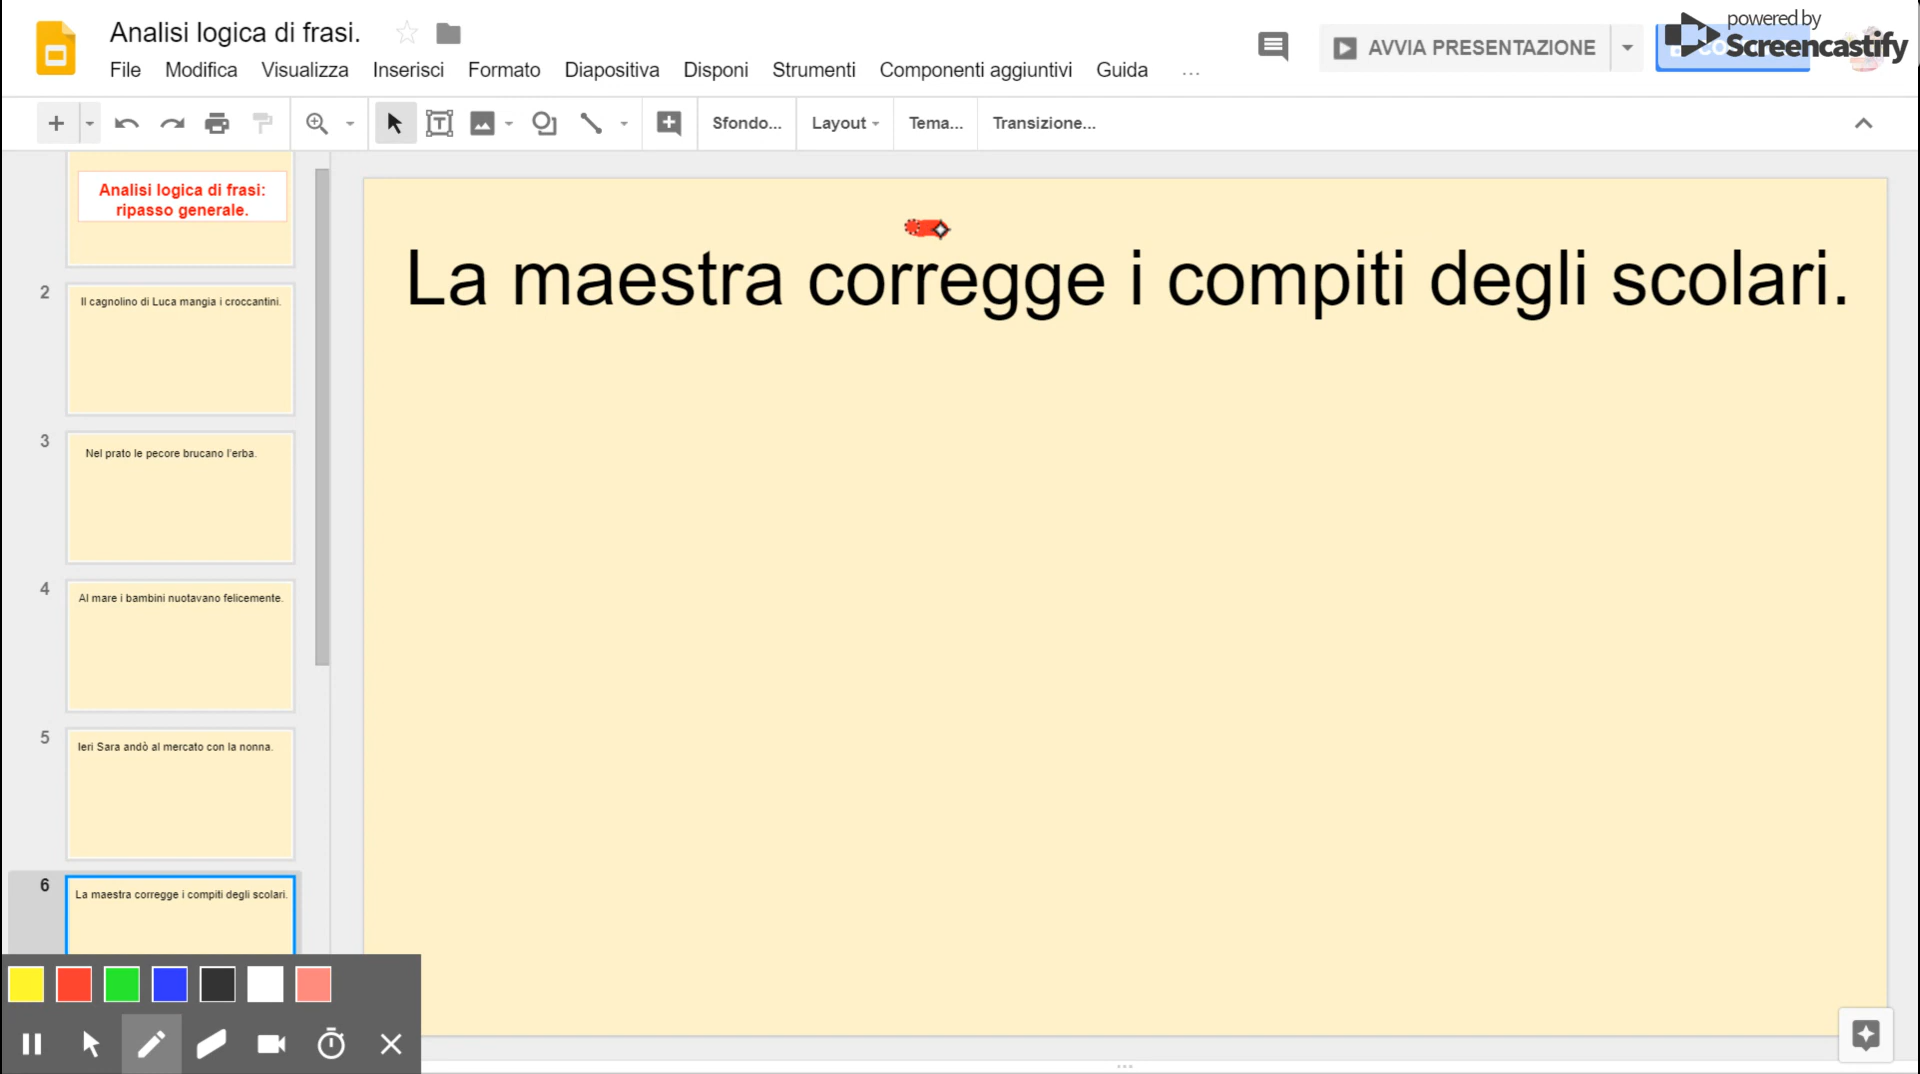 Analisi logica di frasi.
powered by
Screencastify
AVVIA PRESENTAZIONE
File Modifica Visualizza Inserisci Formato Diapositiva Disponi Strumenti Componenti aggiuntivi Guida ...
Sfondo... Layout Tema... Transizione...
Analisi logica di frasi:
ripasso generale.
2
Il cagnolino di Luca mangia i croccantini.
3
Nel prato le pecore brucano l'erba.
4
Al mare i bambini nuotavano felicemente.
5
Ieri Sara andò al mercato con la nonna.
6
La maestra corregge i compiti degli scolari.
La maestra corregge i compiti degli scolari.